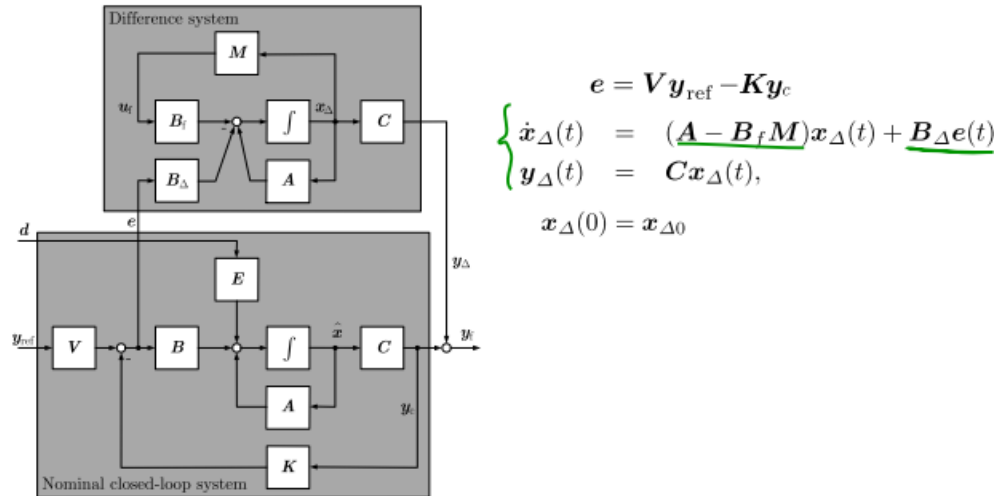 Difference system
M
u_f
B_f
-
∫
x_Δ
C
B_Δ
A
e
d
E
y_Δ
y_ref
V
-
B
∫
x̂
C
y_f
A
y_c
K
Nominal closed-loop system
e = V y_ref − K y_c
ẋ_Δ(t) = (A − B_f M) x_Δ(t) + B_Δ e(t)
y_Δ(t) = C x_Δ(t),
x_Δ(0) = x_Δ0